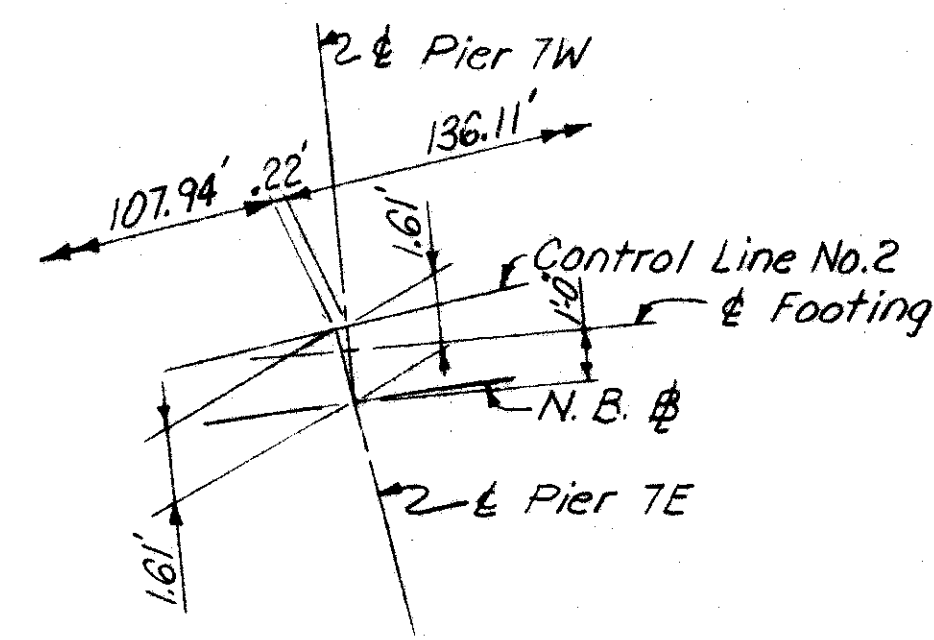 ℄ Pier 7W
136.11'
.22'
107.94'
1.61'
Control Line No.2
1'-0"
℄ Footing
N. B. ℄
℄ Pier 7E
1.61'